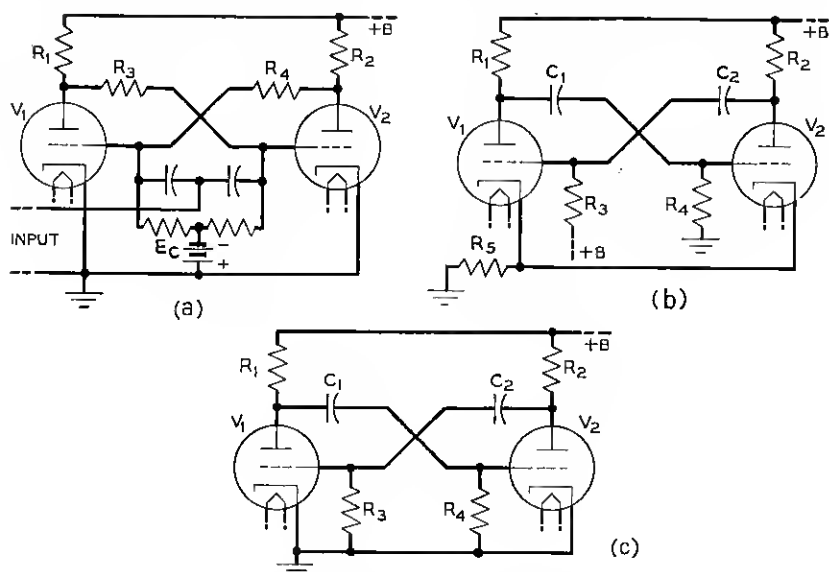 +B
R1
R3
R4
R2
V1
V2
INPUT
EC
-
+
(a)
+B
R1
C1
C2
R2
V1
V2
R3
R4
+B
R5
(b)
+B
R1
C1
C2
R2
V1
V2
R3
R4
(c)